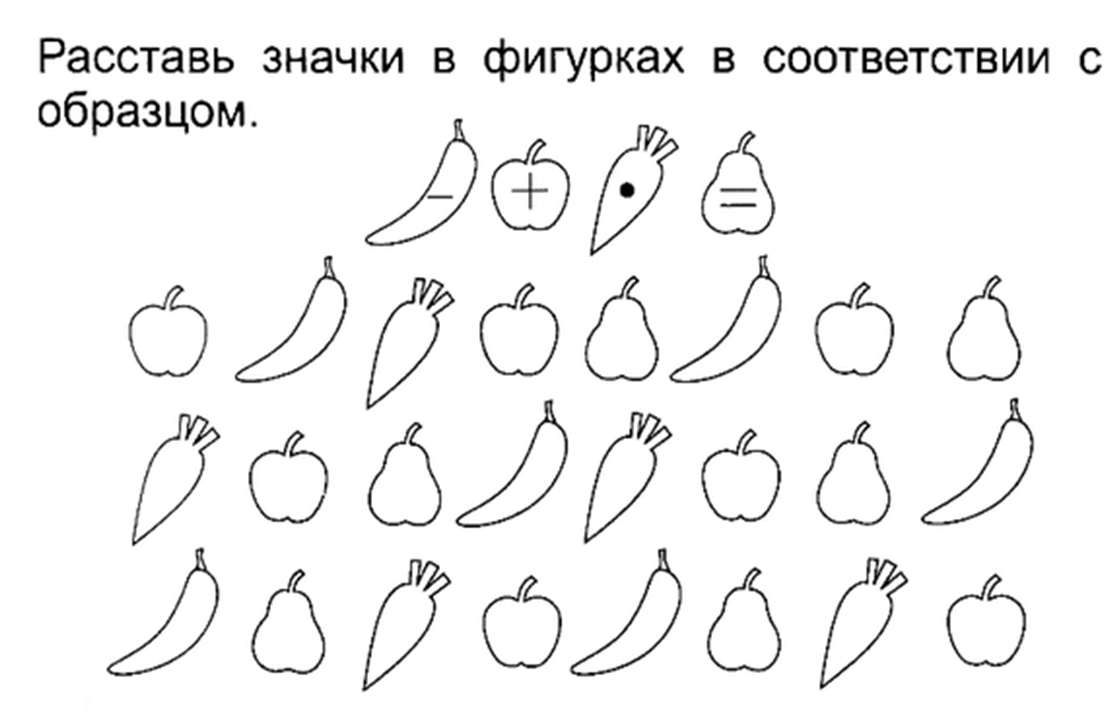 Расставь значки в фигурках в соответствии с
образцом.
− + • =